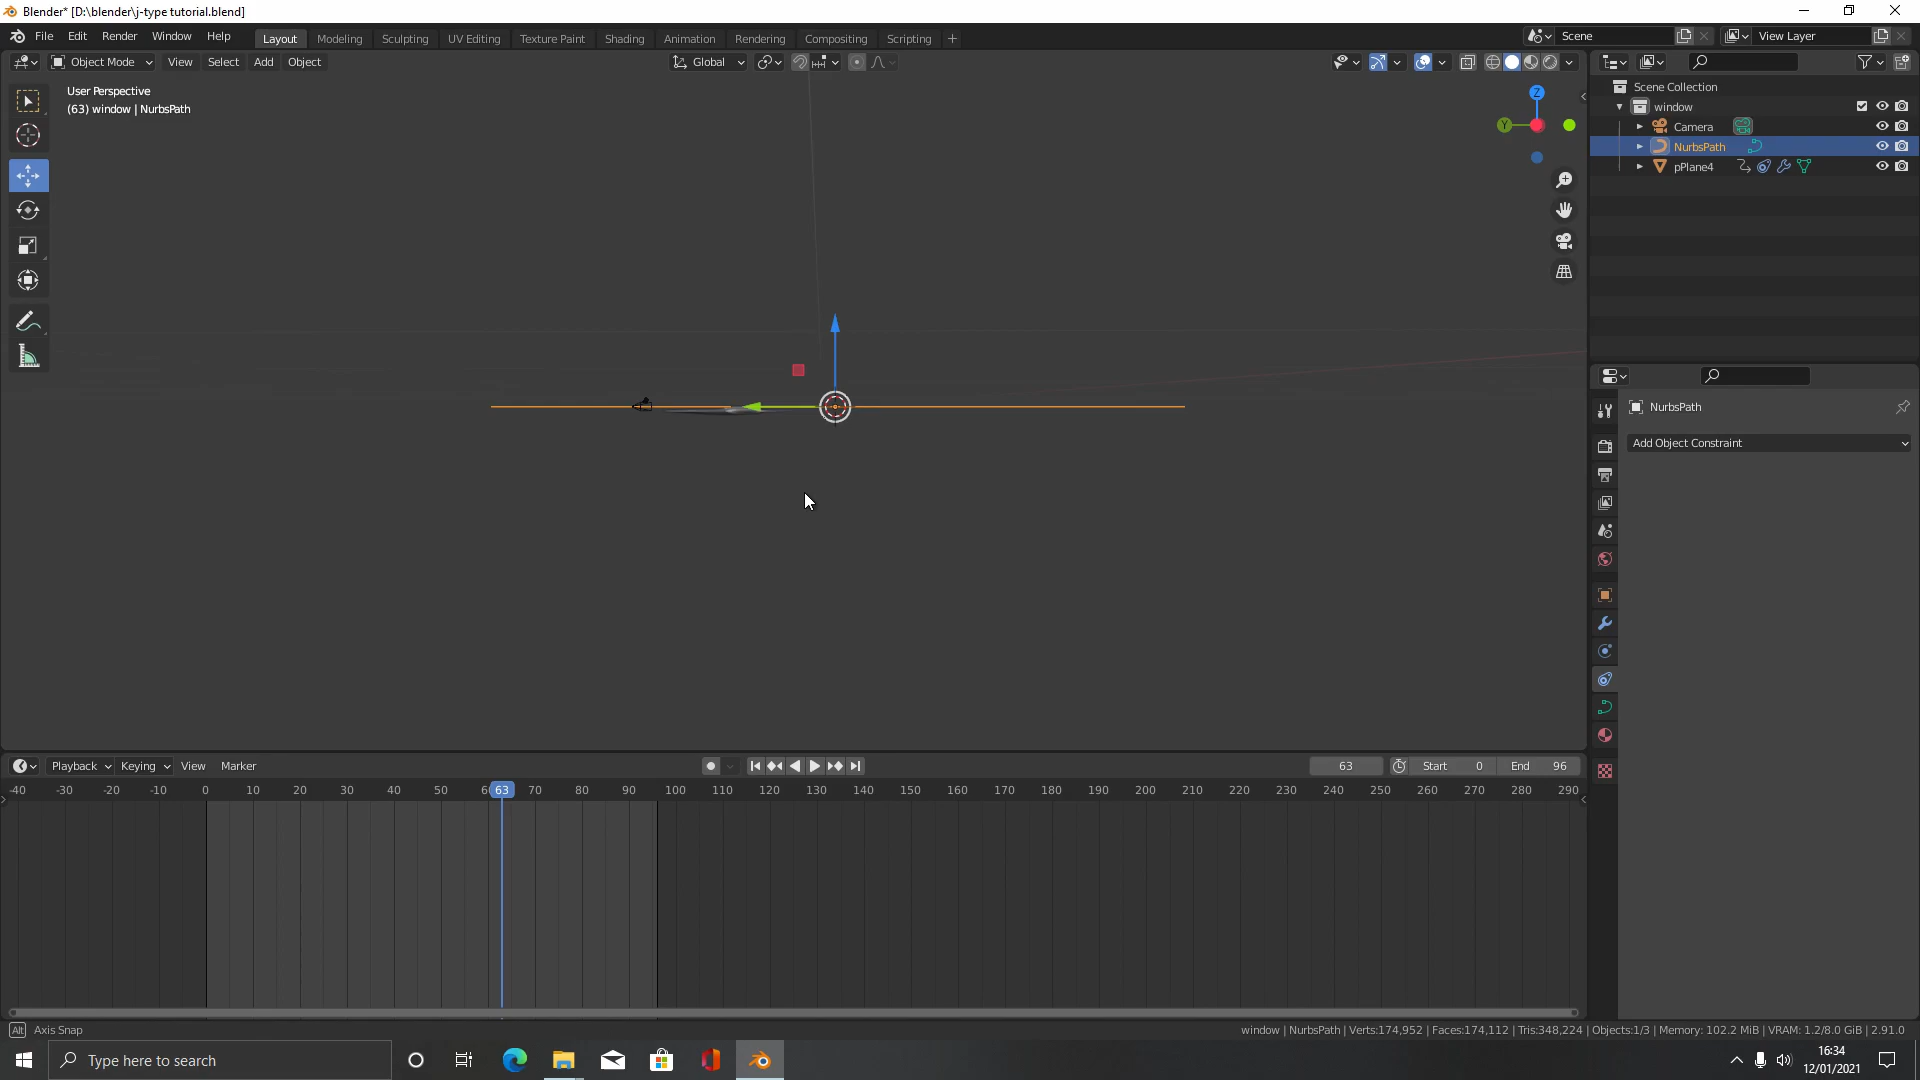 Blender* [D:\blender\j-type tutorial.blend]
File Edit Render Window Help Layout Modeling Sculpting UV Editing Texture Paint Shading Animation Rendering Compositing Scripting Scene View Layer
Object Mode View Select Add Object Global
User Perspective
(63) window | NurbsPath
Z
Y
Scene Collection
window
Camera
NurbsPath
pPlane4
NurbsPath
Add Object Constraint
Playback Keying View Marker 63 Start 0 End 96
-40 -30 -20 -10 0 10 20 30 40 50 63 70 80 90 100 110 120 130 140 150 160 170 180 190 200 210 220 230 240 250 260 270 280 290
Alt Axis Snap window | NurbsPath | Verts:174,952 | Faces:174,112 | Tris:348,224 | Objects:1/3 | Memory: 102.2 MiB | VRAM: 1.2/8.0 GiB | 2.91.0
Type here to search
16:34
12/01/2021